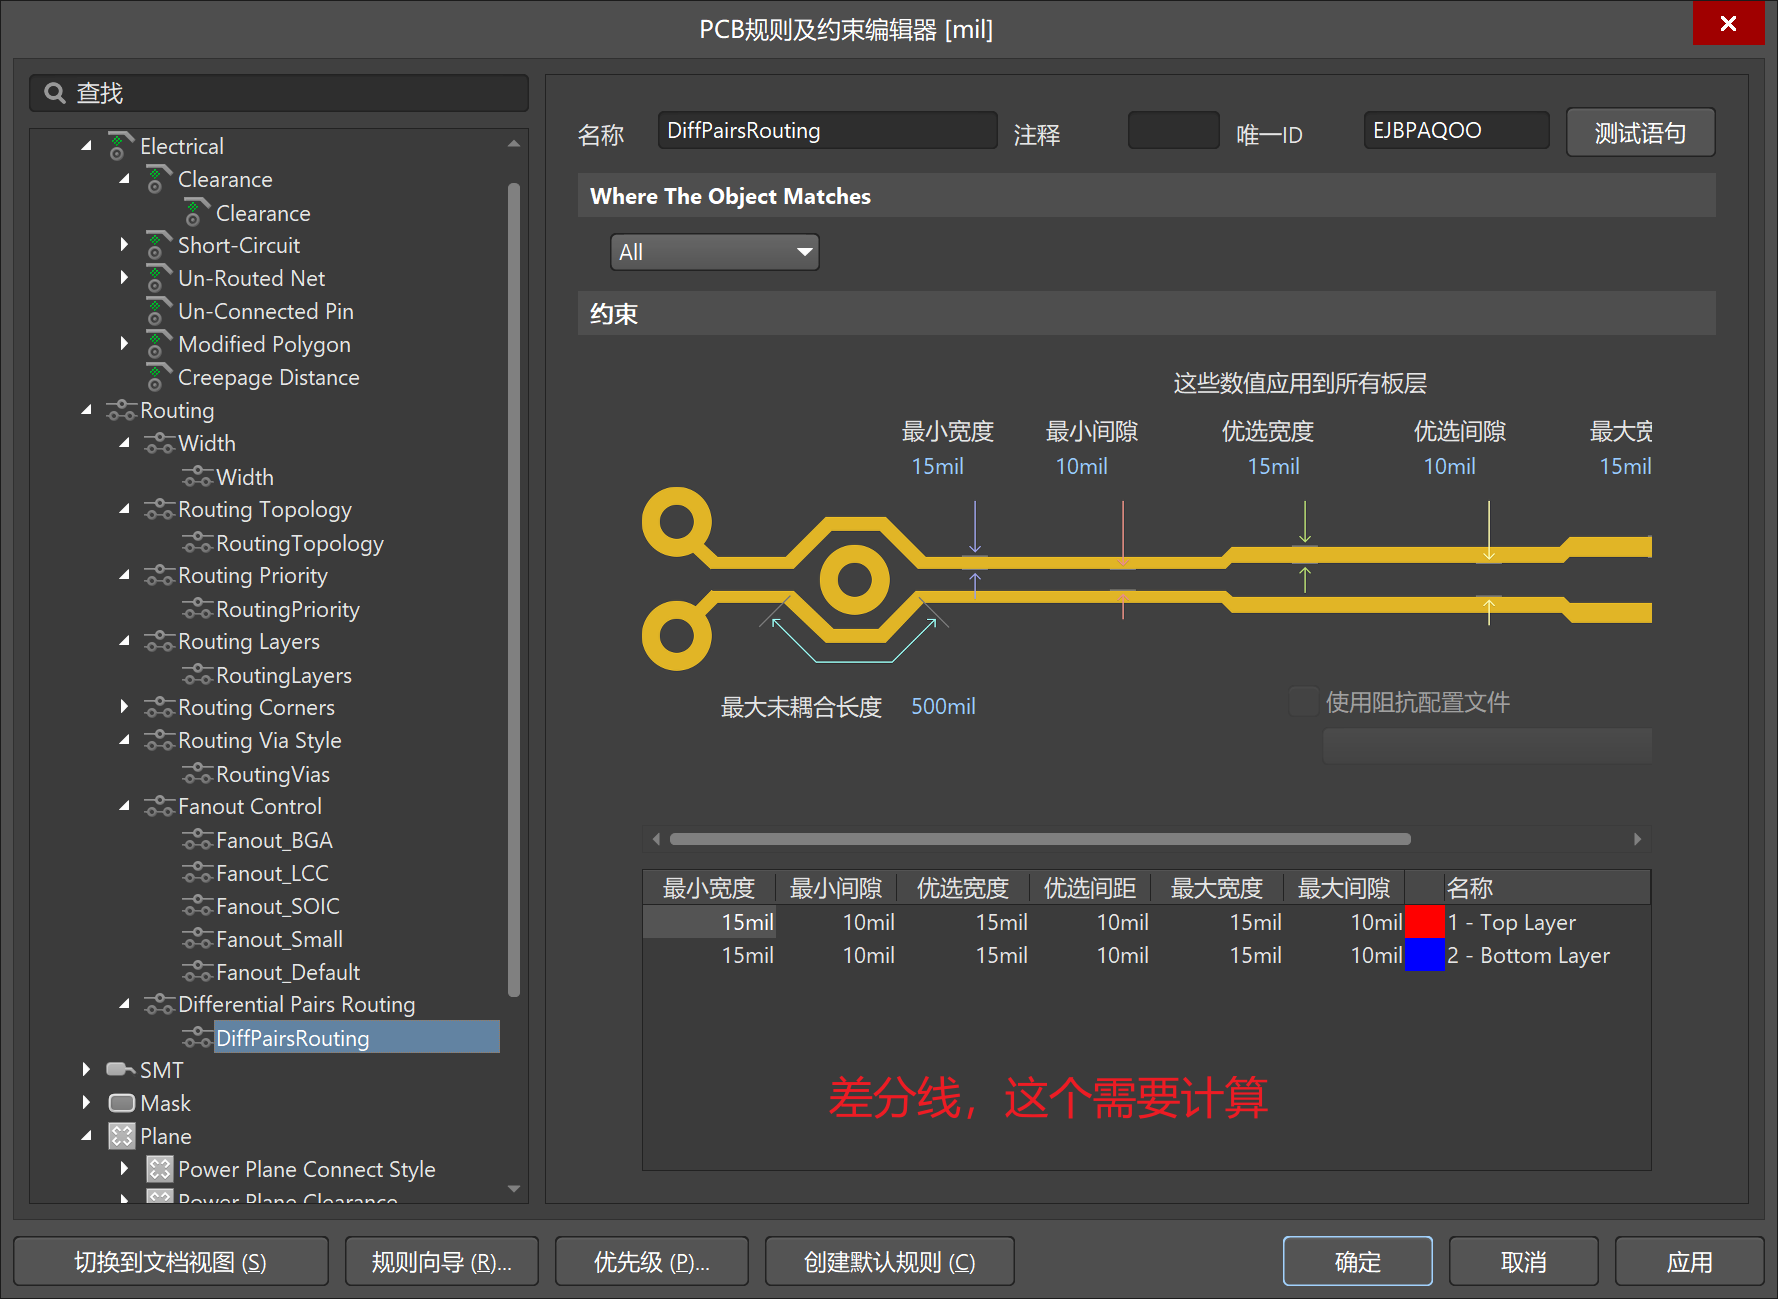 PCB规则及约束编辑器 [mil]
查找
Electrical
Clearance
Clearance
Short-Circuit
Un-Routed Net
Un-Connected Pin
Modified Polygon
Creepage Distance
Routing
Width
Width
Routing Topology
RoutingTopology
Routing Priority
RoutingPriority
Routing Layers
RoutingLayers
Routing Corners
Routing Via Style
RoutingVias
Fanout Control
Fanout_BGA
Fanout_LCC
Fanout_SOIC
Fanout_Small
Fanout_Default
Differential Pairs Routing
DiffPairsRouting
SMT
Mask
Plane
Power Plane Connect Style
Power Plane Clearance
名称 DiffPairsRouting 注释 唯一ID EJBPAQOO 测试语句
Where The Object Matches
All
约束
这些数值应用到所有板层
最小宽度 最小间隙 优选宽度 优选间隙 最大宽
15mil 10mil 15mil 10mil 15mil
最大未耦合长度 500mil
使用阻抗配置文件
最小宽度 最小间隙 优选宽度 优选间距 最大宽度 最大间隙 名称
15mil 10mil 15mil 10mil 15mil 10mil 1 - Top Layer
15mil 10mil 15mil 10mil 15mil 10mil 2 - Bottom Layer
差分线，这个需要计算
切换到文档视图 (S) 规则向导 (R)... 优先级 (P)... 创建默认规则 (C) 确定 取消 应用